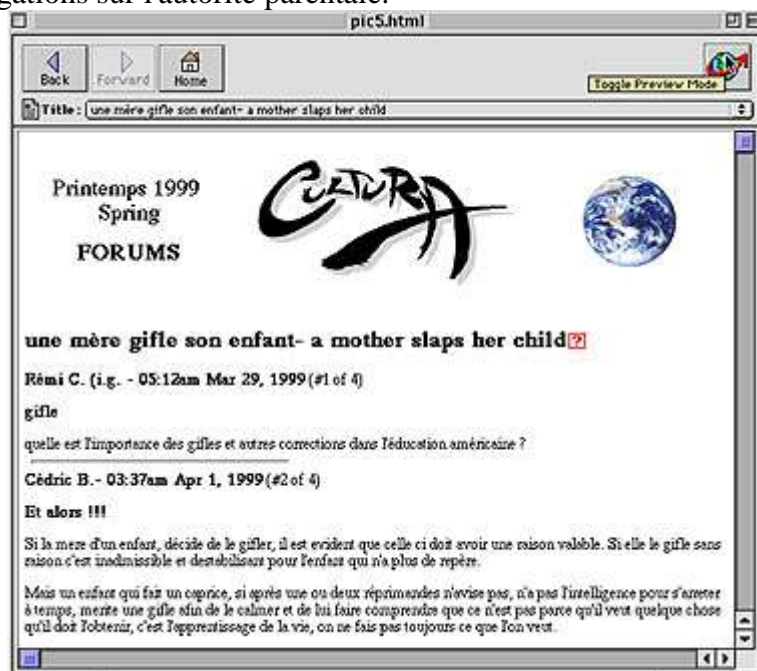 gations sur l'autorité parentale.
pic5.html
Back
Forward
Home
Toggle Preview Mode
Title : une mère gifle son enfant- a mother slaps her child
Printemps 1999
Spring
FORUMS
CULTURA
une mère gifle son enfant- a mother slaps her child?
Rémi C. (i.g. - 05:12am Mar 29, 1999 (#1 of 4)
gifle
quelle est l'importance des gifles et autres corrections dans l'éducation américaine ?
Cédric B.- 03:37am Apr 1, 1999 (#2 of 4)
Et alors !!!
Si la mere d'un enfant, décide de le gifler, il est evident que celle ci doit avoir une raison valable. Si elle le gifle sans
raison c'est inadmissible et destabilisant pour l'enfant qui n'a plus de repère.
Mais un enfant qui fait un caprice, si après une ou deux réprimandes n'avise pas, n'a pas l'intelligence pour s'arreter
à temps, merite une gifle afin de le calmer et de lui faire comprendre que ce n'est pas parce qu'il veut quelque chose
qu'il doit l'obtenir, c'est l'apprentissage de la vie, on ne fais pas toujours ce que l'on veut.